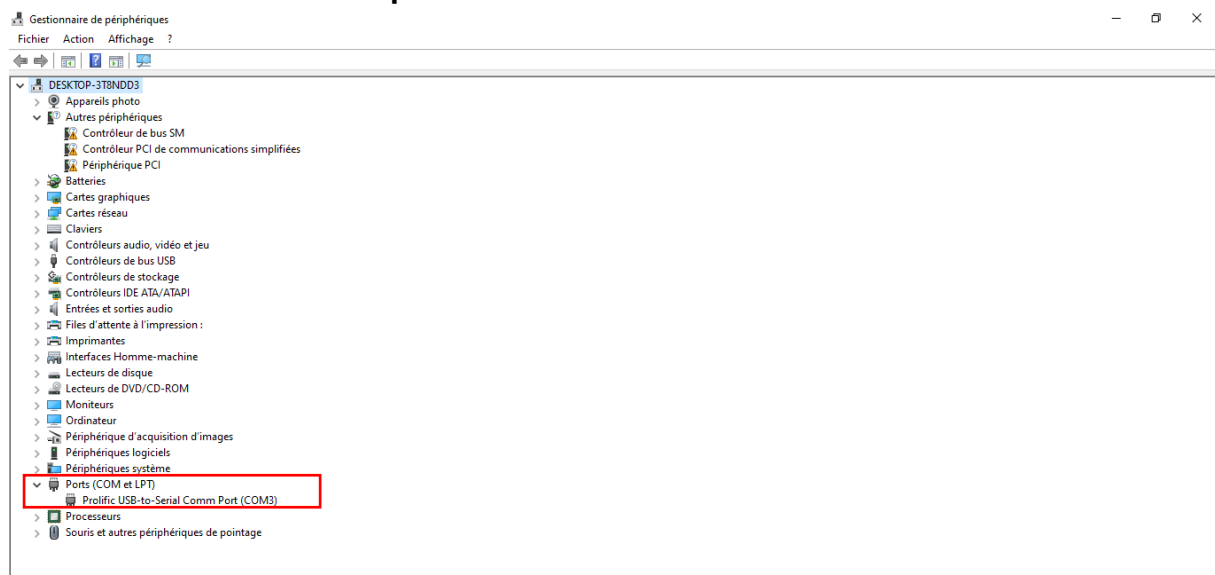 Gestionnaire de périphériques
Fichier Action Affichage ?
DESKTOP-3T8NDD3
Appareils photo
Autres périphériques
Contrôleur de bus SM
Contrôleur PCI de communications simplifiées
Périphérique PCI
Batteries
Cartes graphiques
Cartes réseau
Claviers
Contrôleurs audio, vidéo et jeu
Contrôleurs de bus USB
Contrôleurs de stockage
Contrôleurs IDE ATA/ATAPI
Entrées et sorties audio
Files d'attente à l'impression :
Imprimantes
Interfaces Homme-machine
Lecteurs de disque
Lecteurs de DVD/CD-ROM
Moniteurs
Ordinateur
Périphérique d'acquisition d'images
Périphériques logiciels
Périphériques système
Ports (COM et LPT)
Prolific USB-to-Serial Comm Port (COM3)
Processeurs
Souris et autres périphériques de pointage